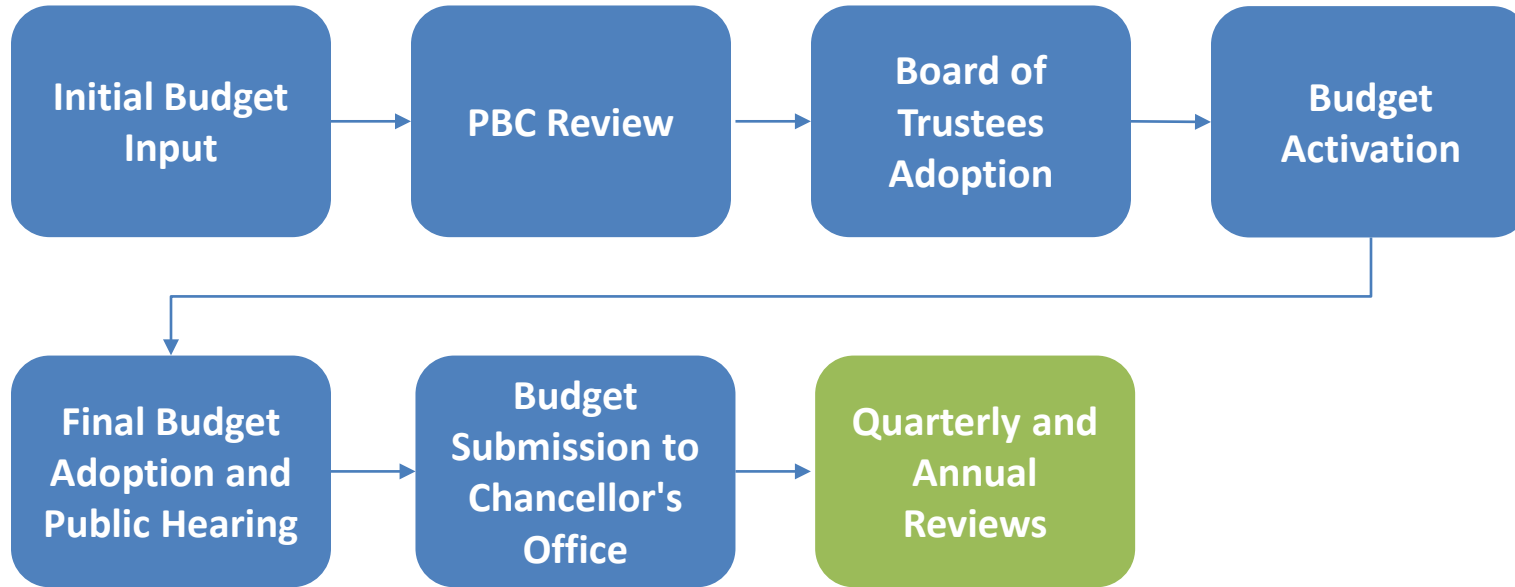 Initial Budget
Input
PBC Review
Board of
Trustees
Adoption
Budget
Activation
Final Budget
Adoption and
Public Hearing
Budget
Submission to
Chancellor's
Office
Quarterly and
Annual
Reviews